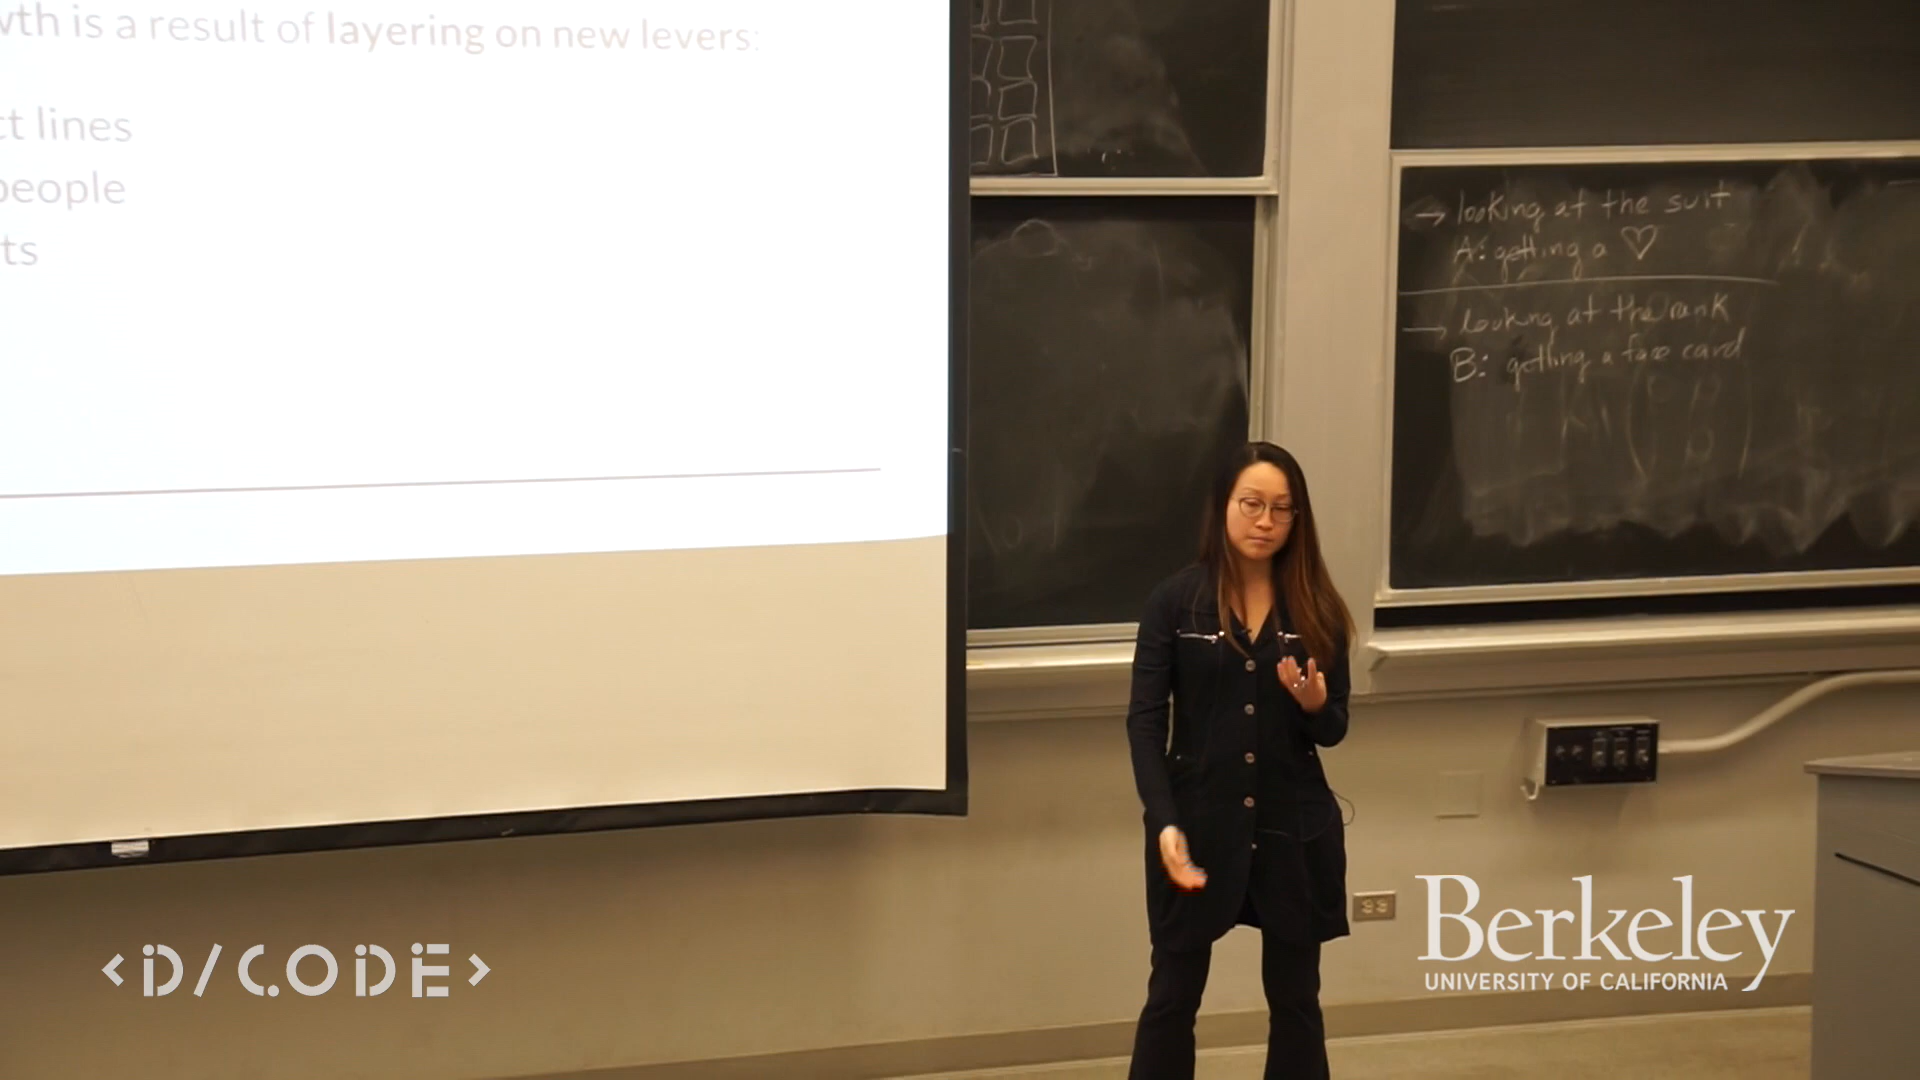 wth is a result of layering on new levers:
ct lines
people
ts
→ looking at the suit
A: getting a ♡
→ looking at the rank
B: getting a face card
<D/CODE>
Berkeley
UNIVERSITY OF CALIFORNIA